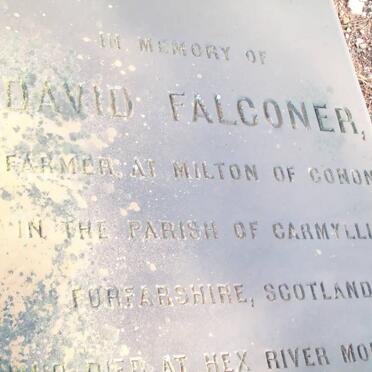 IN MEMORY OF
DAVID FALCONER,
FARMER AT MILTON OF CONON
IN THE PARISH OF CARMYLLI
FORFARSHIRE, SCOTLAND
DIED AT HEX RIVER MO